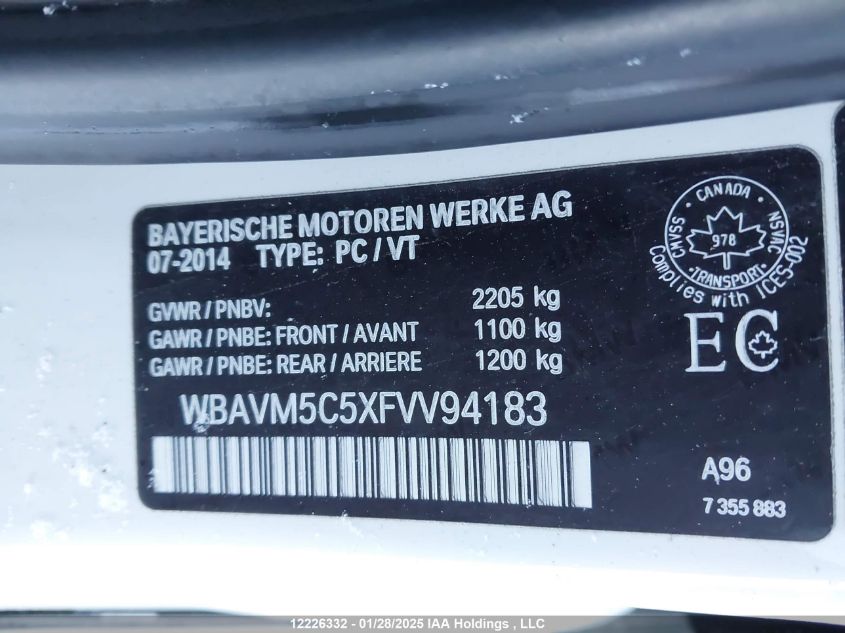 BAYERISCHE MOTOREN WERKE AG
07-2014 TYPE: PC / VT
GVWR / PNBV: 2205 kg
GAWR / PNBE: FRONT / AVANT 1100 kg
GAWR / PNBE: REAR / ARRIERE 1200 kg
WBAVM5C5XFVV94183
CANADA
CMVSS
NSVAC
978
TRANSPORT
Complies with ICES-002
EC
A96
7 355 883
12226332 - 01/28/2025 IAA Holdings , LLC